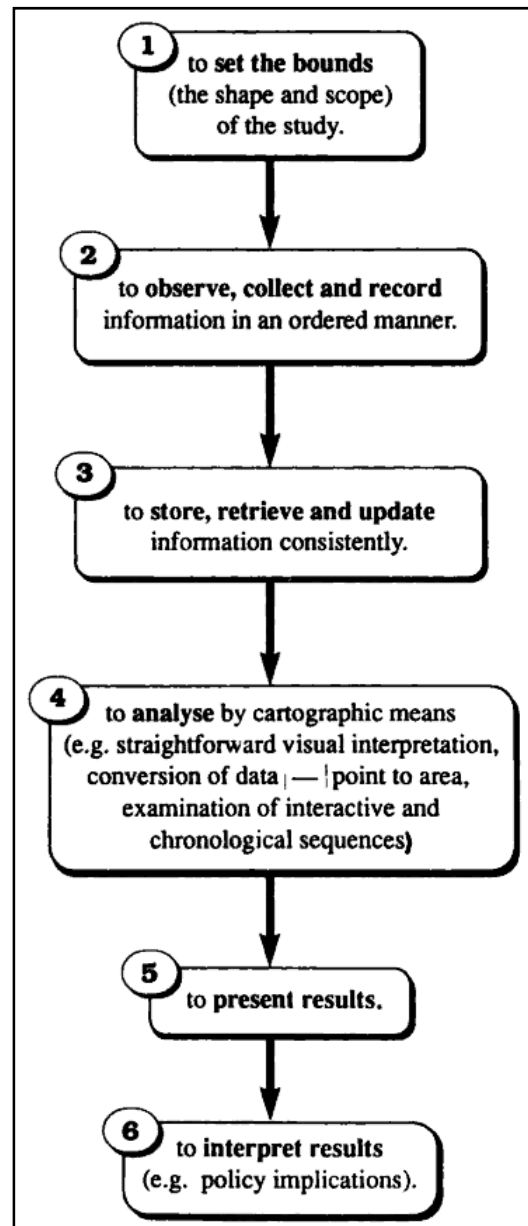 1
to set the bounds
(the shape and scope)
of the study.
2
to observe, collect and record
information in an ordered manner.
3
to store, retrieve and update
information consistently.
4
to analyse by cartographic means
(e.g. straightforward visual interpretation,
conversion of data — point to area,
examination of interactive and
chronological sequences)
5
to present results.
6
to interpret results
(e.g. policy implications).